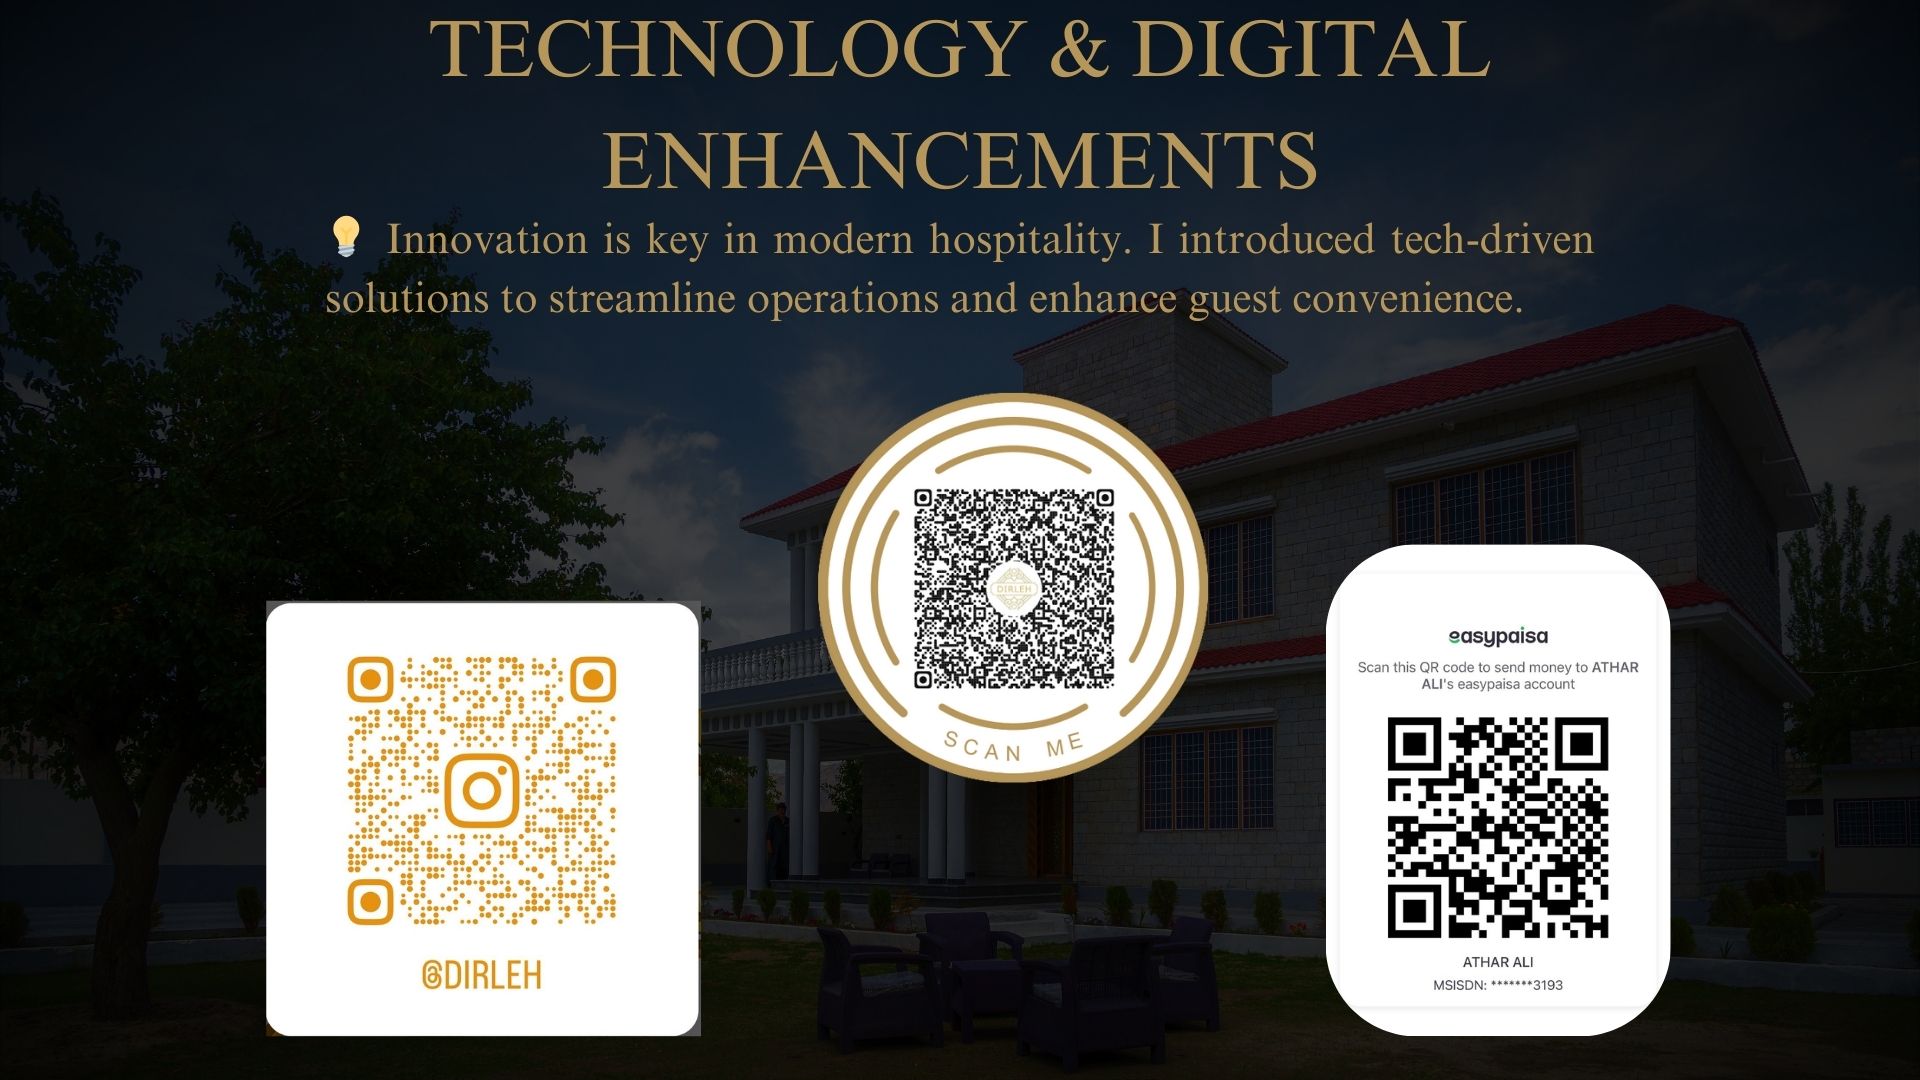 TECHNOLOGY & DIGITAL
ENHANCEMENTS
💡 Innovation is key in modern hospitality. I introduced tech-driven
solutions to streamline operations and enhance guest convenience.
DIRLEH
SCAN ME
@DIRLEH
easypaisa
Scan this QR code to send money to ATHAR
ALI's easypaisa account
ATHAR ALI
MSISDN: *******3193